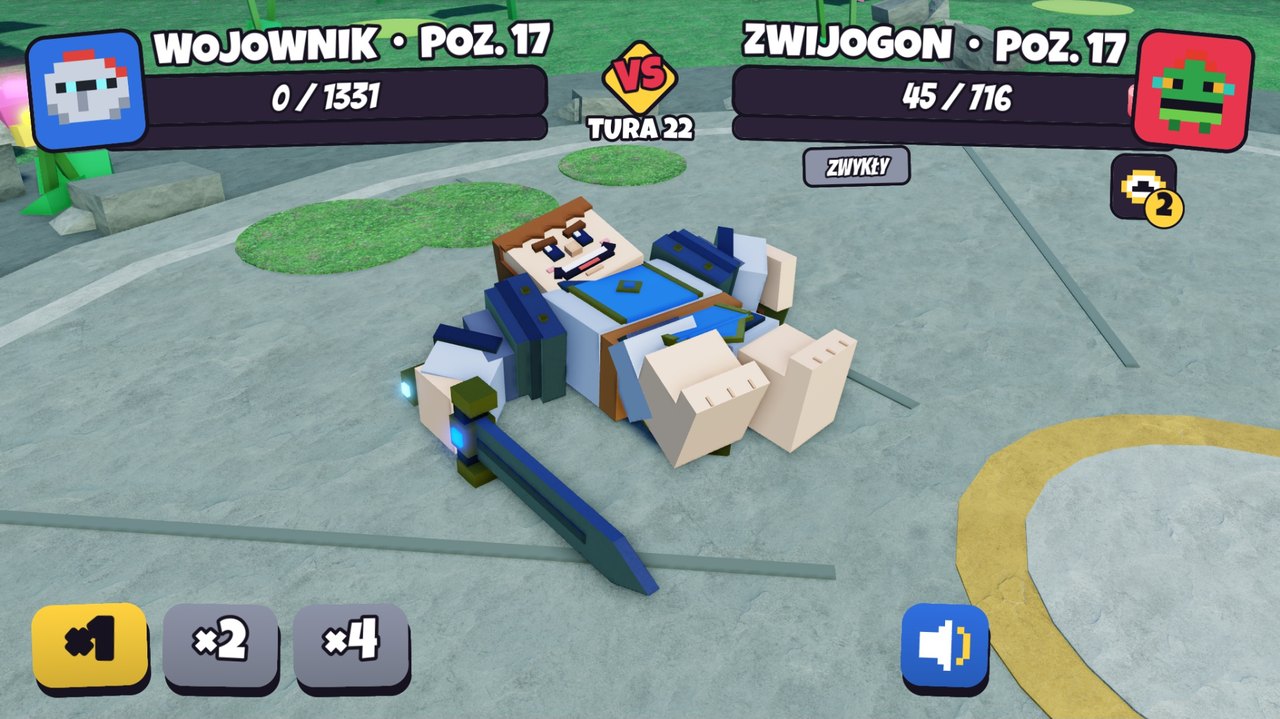 WOJOWNIK • POZ. 17
0 / 1331
VS
TURA 22
ZWIJOGON • POZ. 17
45 / 716
ZWYKŁY
2
×1
×2
×4